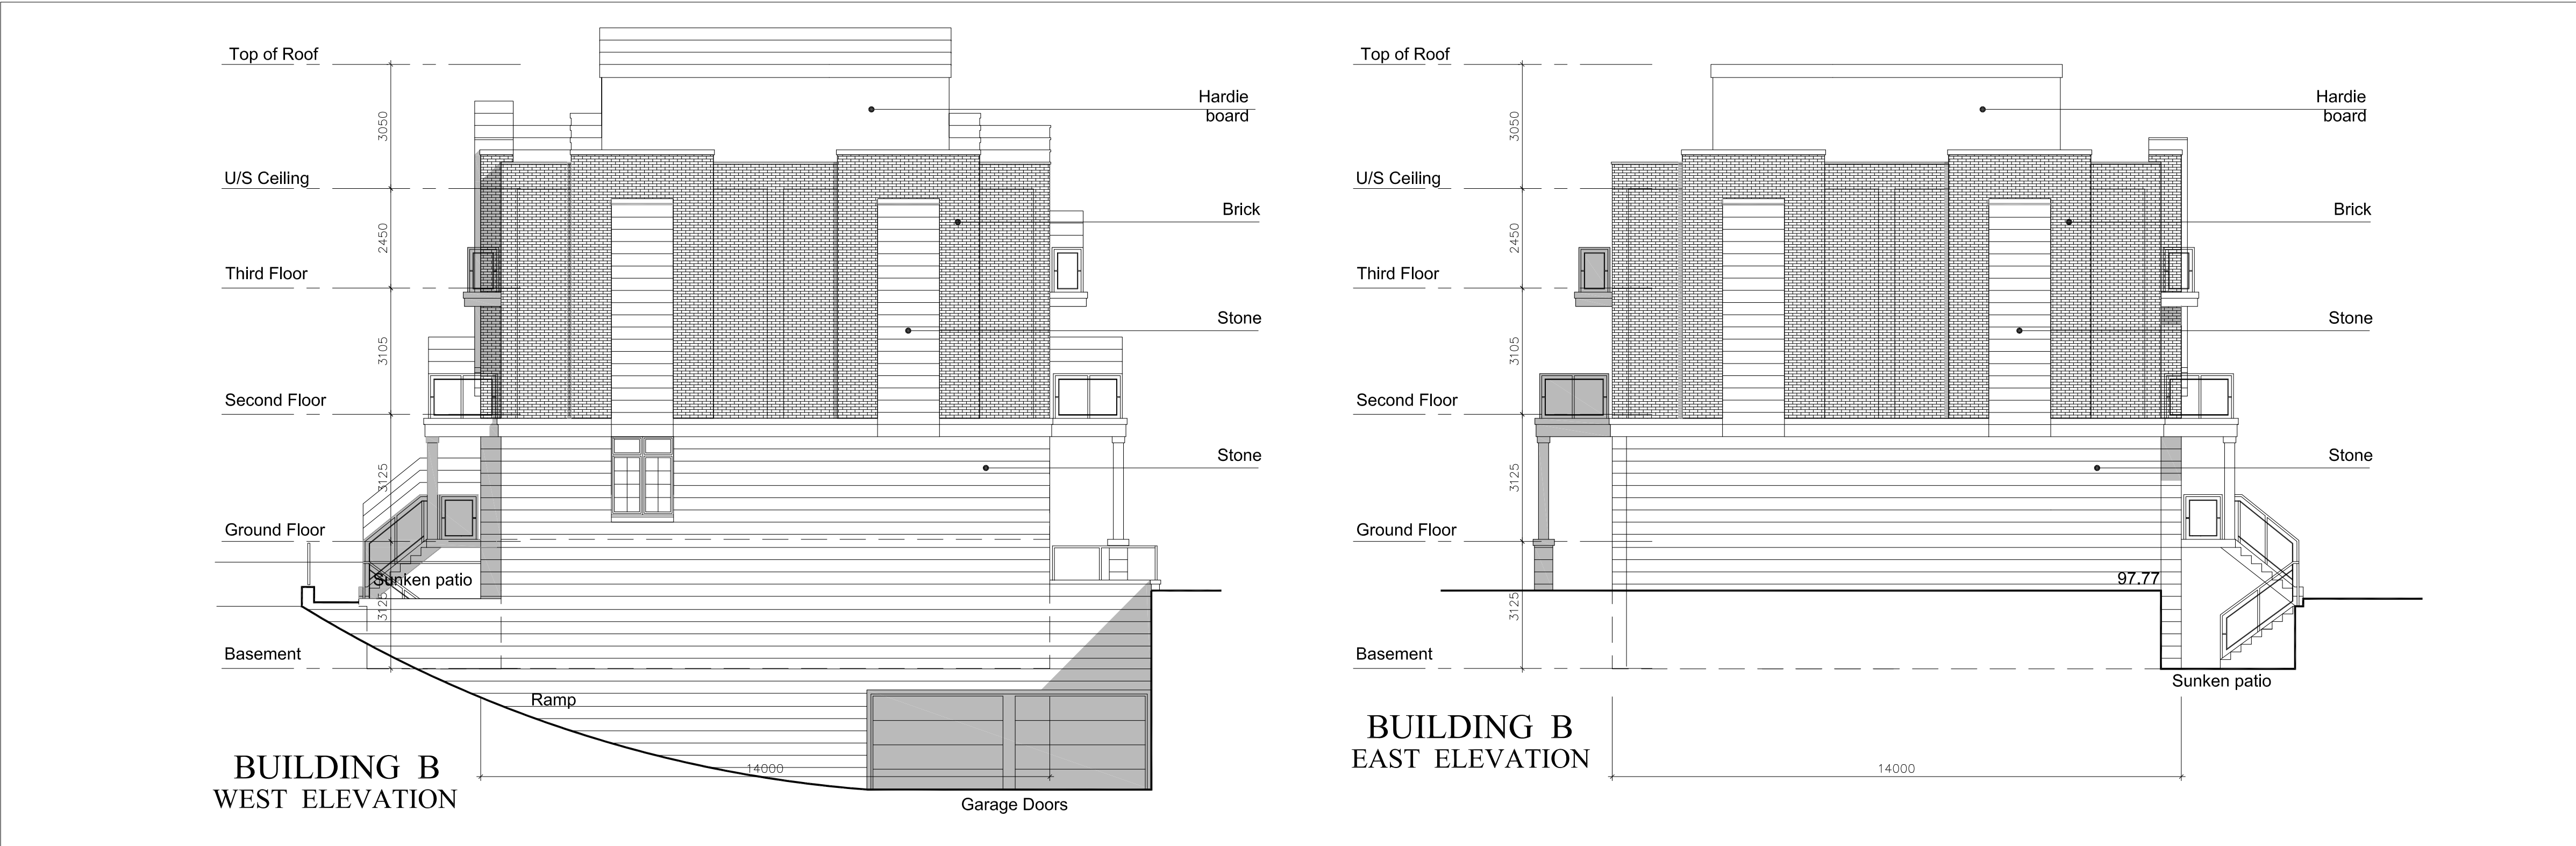 Top of Roof
Hardie
board
3050
U/S Ceiling
Brick
2450
Third Floor
Stone
3105
Second Floor
Stone
3125
Ground Floor
Sunken patio
3125
Basement
Ramp
14000
Garage Doors
BUILDING B
WEST ELEVATION
Top of Roof
Hardie
board
3050
U/S Ceiling
Brick
2450
Third Floor
Stone
3105
Second Floor
Stone
3125
Ground Floor
97.77
3125
Basement
Sunken patio
14000
BUILDING B
EAST ELEVATION